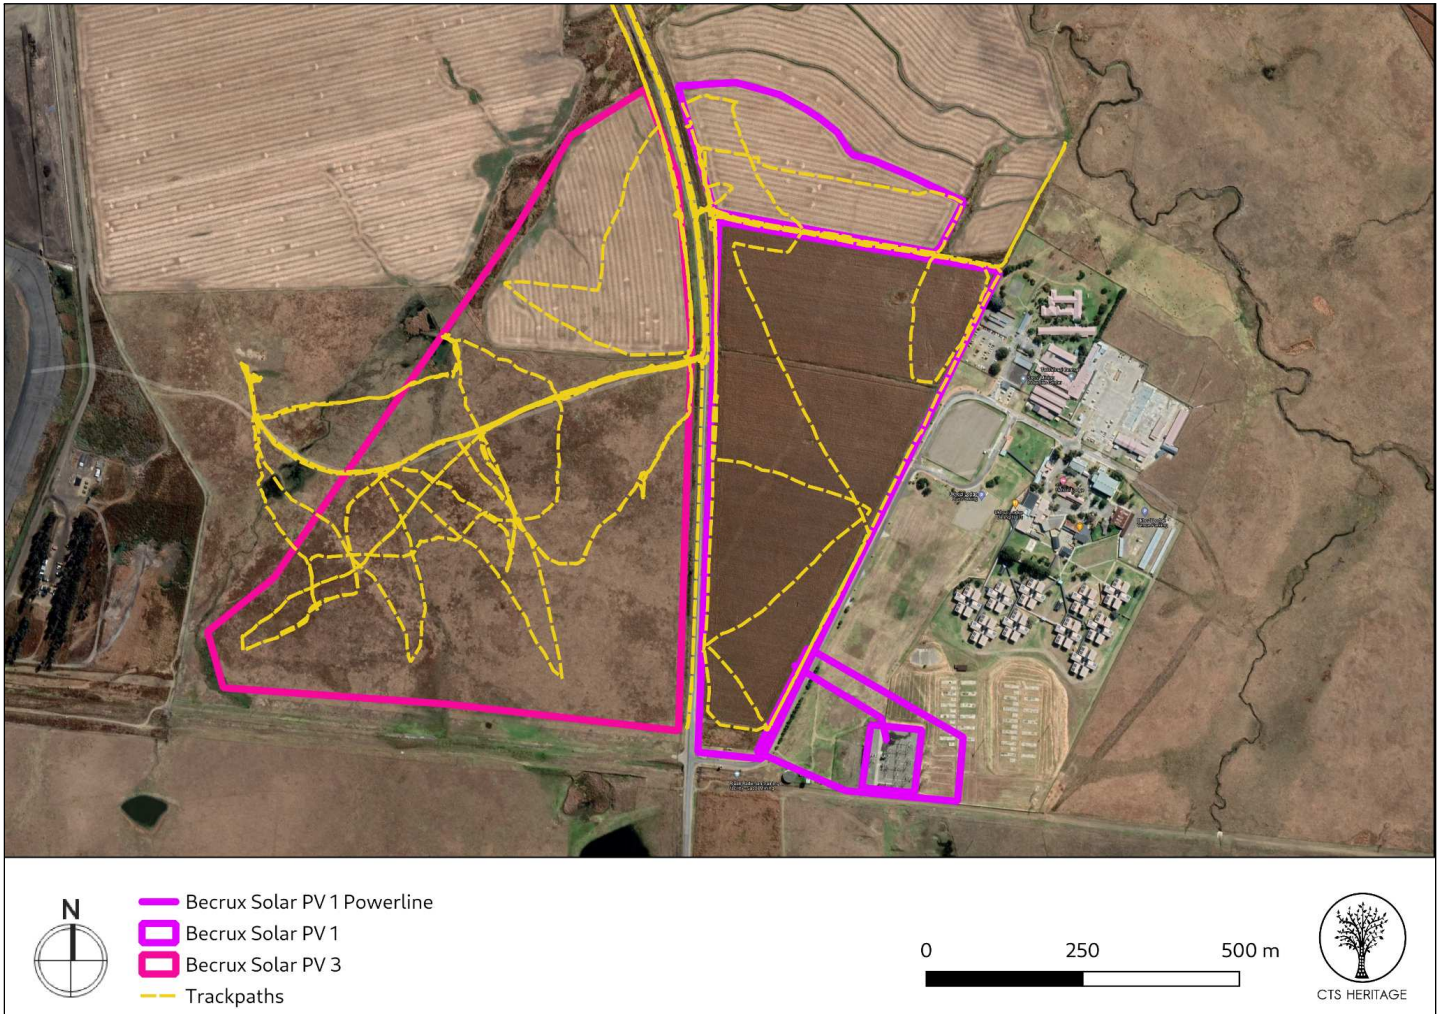 N
Becrux Solar PV 1 Powerline
Becrux Solar PV 1
Becrux Solar PV 3
Trackpaths
0 250 500 m
CTS HERITAGE